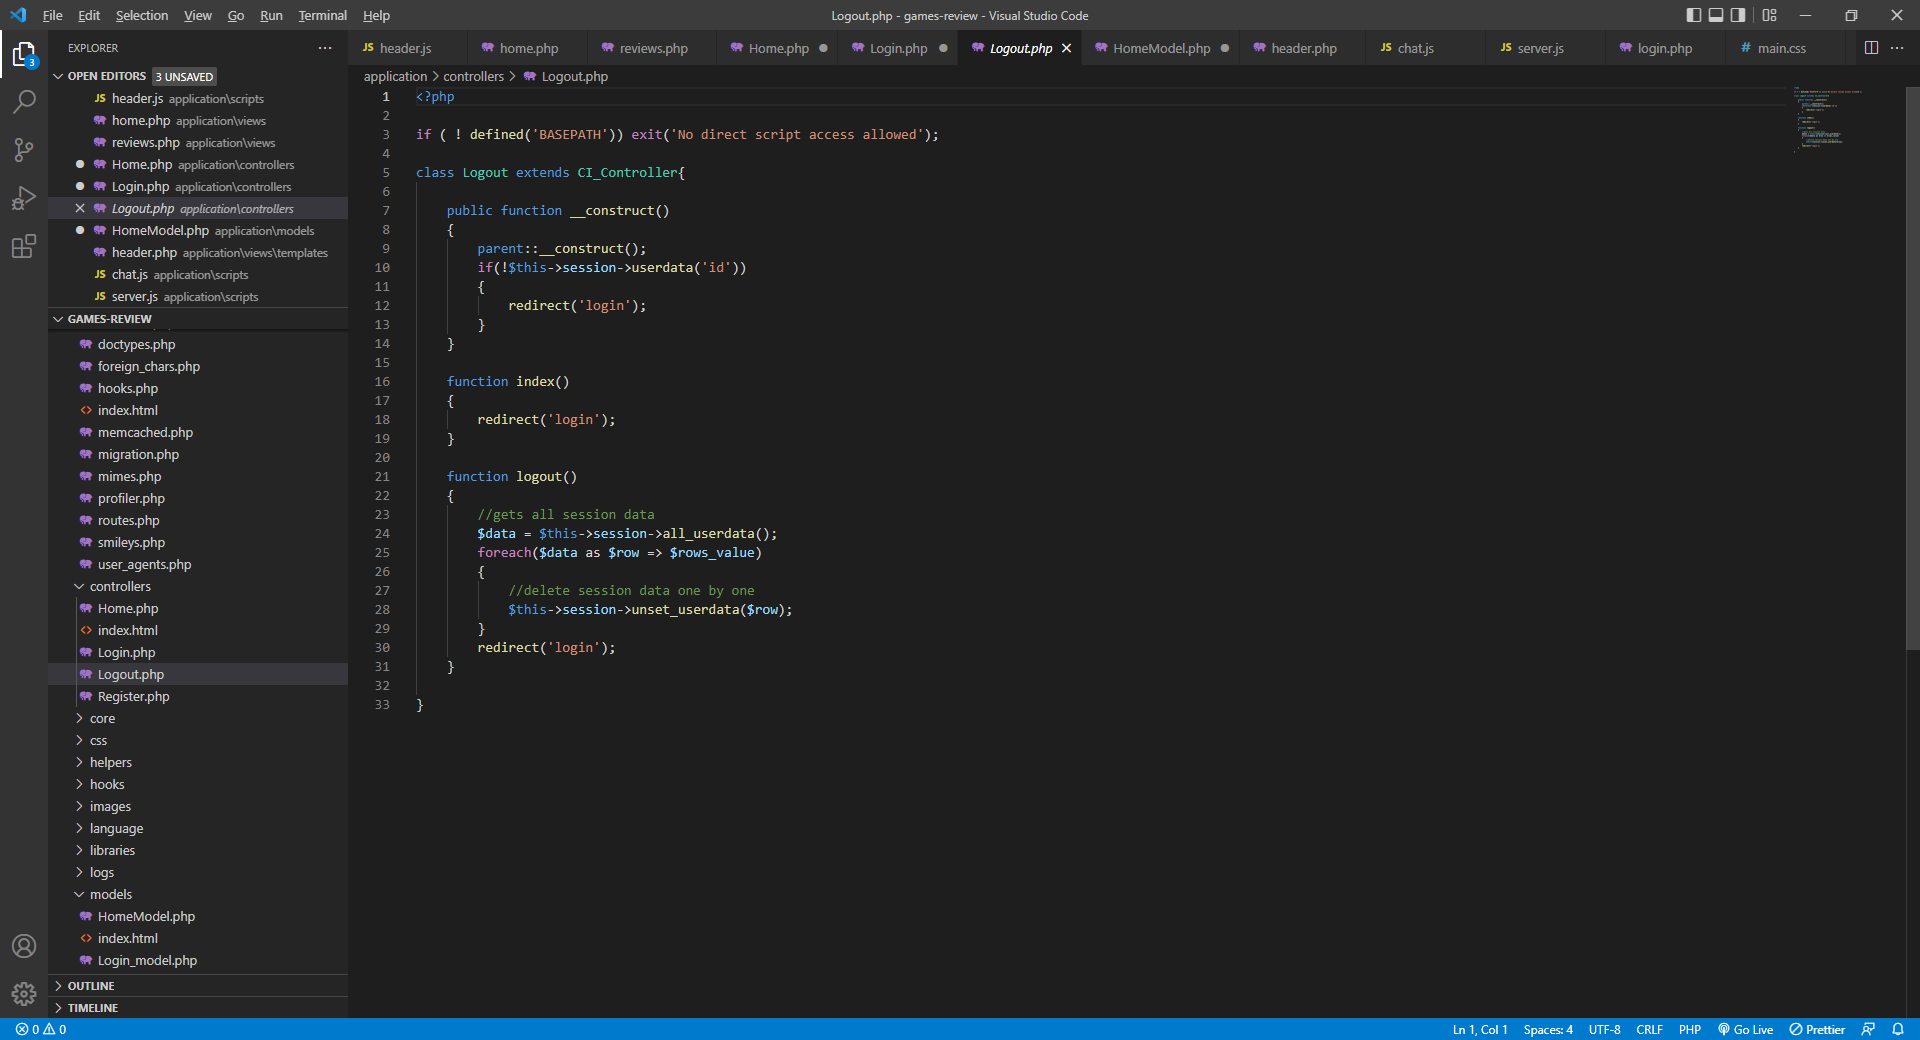 File Edit Selection View Go Run Terminal Help Logout.php - games-review - Visual Studio Code
EXPLORER
header.js home.php reviews.php Home.php Login.php Logout.php HomeModel.php header.php chat.js server.js login.php main.css
application > controllers > Logout.php
3
OPEN EDITORS 3 UNSAVED
header.js application\scripts
home.php application\views
reviews.php application\views
Home.php application\controllers
Login.php application\controllers
Logout.php application\controllers
HomeModel.php application\models
header.php application\views\templates
chat.js application\scripts
server.js application\scripts
GAMES-REVIEW
doctypes.php
foreign_chars.php
hooks.php
index.html
memcached.php
migration.php
mimes.php
profiler.php
routes.php
smileys.php
user_agents.php
controllers
Home.php
index.html
Login.php
Logout.php
Register.php
core
css
helpers
hooks
images
language
libraries
logs
models
HomeModel.php
index.html
Login_model.php
OUTLINE
TIMELINE
1 <?php
2
3 if ( ! defined('BASEPATH')) exit('No direct script access allowed');
4
5 class Logout extends CI_Controller{
6
7 public function __construct()
8 {
9 parent::__construct();
10 if(!$this->session->userdata('id'))
11 {
12 redirect('login');
13 }
14 }
15
16 function index()
17 {
18 redirect('login');
19 }
20
21 function logout()
22 {
23 //gets all session data
24 $data = $this->session->all_userdata();
25 foreach($data as $row => $rows_value)
26 {
27 //delete session data one by one
28 $this->session->unset_userdata($row);
29 }
30 redirect('login');
31 }
32
33 }
0 0 Ln 1, Col 1 Spaces: 4 UTF-8 CRLF PHP Go Live Prettier